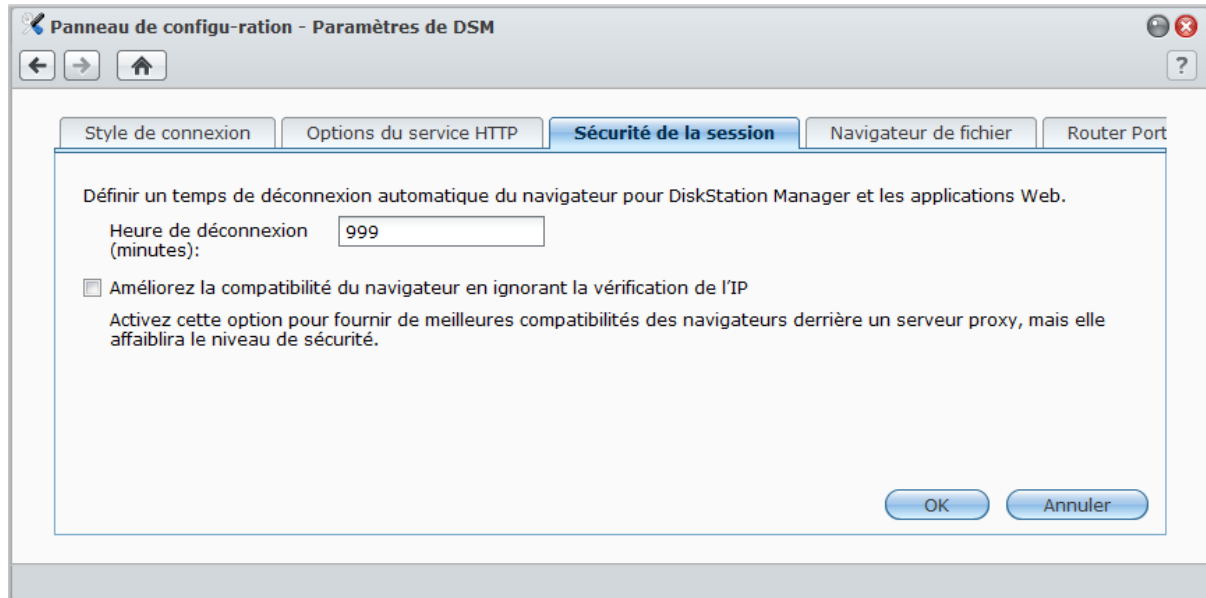 Panneau de configu-ration - Paramètres de DSM
?
Style de connexion
Options du service HTTP
Sécurité de la session
Navigateur de fichier
Router Port
Définir un temps de déconnexion automatique du navigateur pour DiskStation Manager et les applications Web.
Heure de déconnexion
(minutes):
999
Améliorez la compatibilité du navigateur en ignorant la vérification de l'IP
Activez cette option pour fournir de meilleures compatibilités des navigateurs derrière un serveur proxy, mais elle
affaiblira le niveau de sécurité.
OK
Annuler